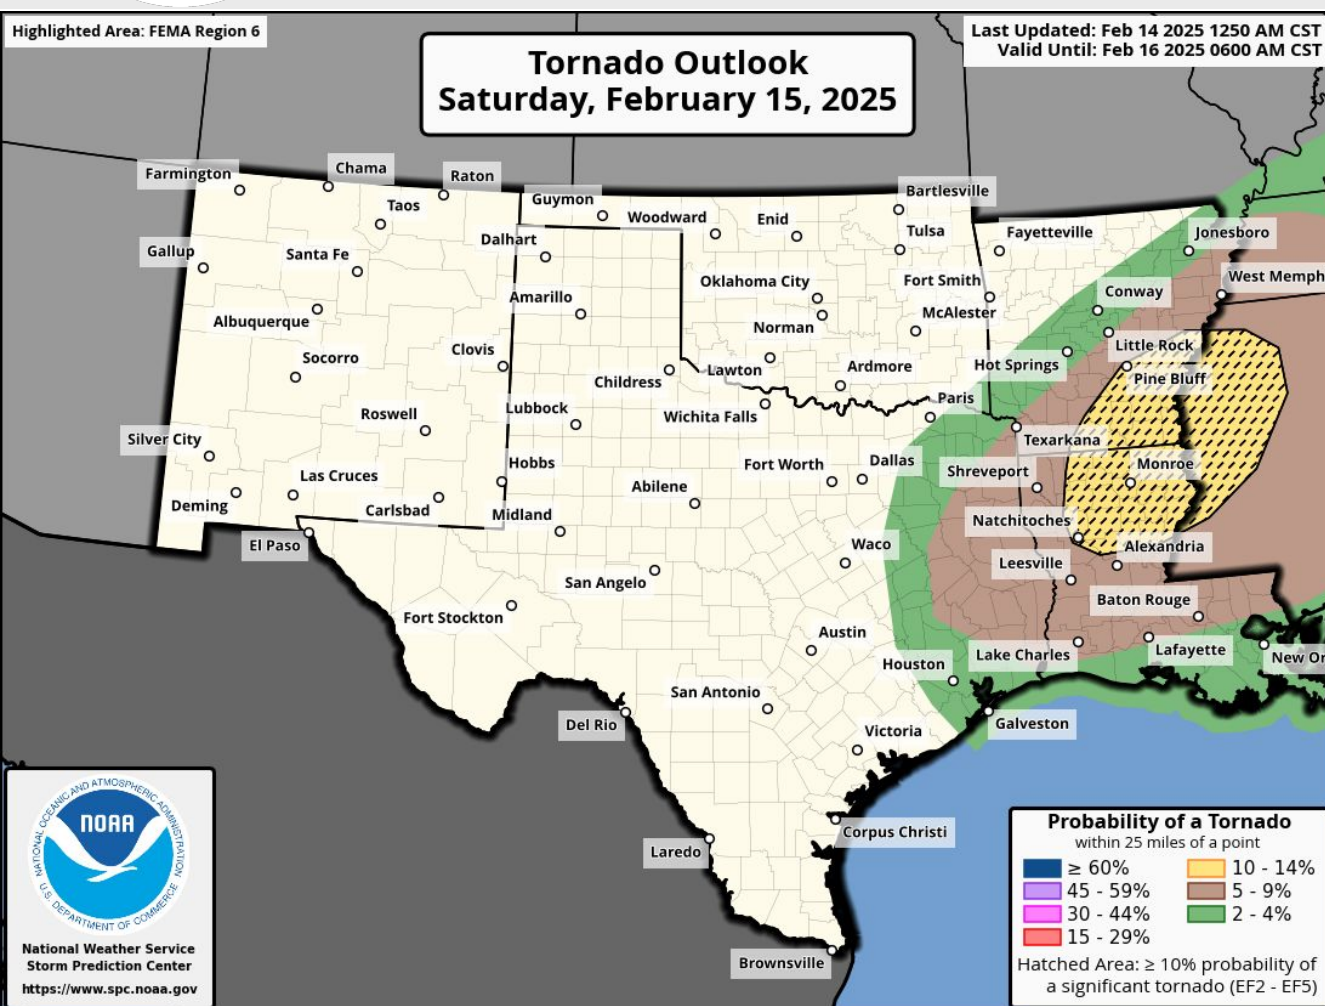 Highlighted Area: FEMA Region 6
Last Updated: Feb 14 2025 1250 AM CST
Valid Until: Feb 16 2025 0600 AM CST
Tornado Outlook
Saturday, February 15, 2025
Farmington
Chama
Raton
Taos
Guymon
Woodward
Enid
Bartlesville
Tulsa
Fayetteville
Jonesboro
Gallup
Santa Fe
Dalhart
Oklahoma City
Fort Smith
Conway
West Memph
Albuquerque
Amarillo
Norman
McAlester
Little Rock
Socorro
Clovis
Childress
Lawton
Ardmore
Hot Springs
Pine Bluff
Roswell
Lubbock
Wichita Falls
Paris
Texarkana
Silver City
Las Cruces
Hobbs
Abilene
Fort Worth
Dallas
Shreveport
Monroe
Deming
Carlsbad
Midland
Natchitoches
El Paso
San Angelo
Waco
Leesville
Alexandria
Fort Stockton
Austin
Baton Rouge
Houston
Lake Charles
Lafayette
New Or
Del Rio
San Antonio
Victoria
Galveston
Laredo
Corpus Christi
Brownsville
NATIONAL OCEANIC AND ATMOSPHERIC ADMINISTRATION
NOAA
U.S. DEPARTMENT OF COMMERCE
National Weather Service
Storm Prediction Center
https://www.spc.noaa.gov
Probability of a Tornado
within 25 miles of a point
≥ 60%
45 - 59%
30 - 44%
15 - 29%
10 - 14%
5 - 9%
2 - 4%
Hatched Area: ≥ 10% probability of
a significant tornado (EF2 - EF5)